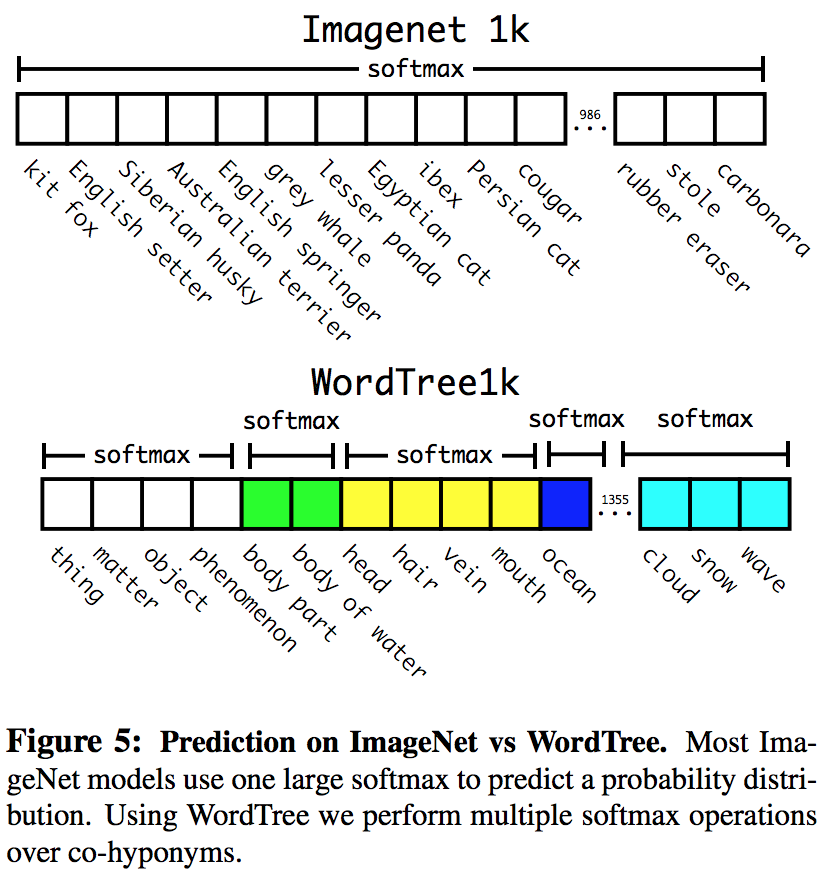 Imagenet 1k
softmax
986
...
kit fox
English setter
Siberian husky
Australian terrier
English springer
grey whale
lesser panda
Egyptian cat
ibex
Persian cat
cougar
rubber eraser
stole
carbonara
WordTree1k
softmax
softmax
softmax
softmax
softmax
1355
...
thing
matter
object
phenomenon
body part
body of water
head
hair
vein
mouth
ocean
cloud
snow
wave
Figure 5: Prediction on ImageNet vs WordTree. Most Ima-
geNet models use one large softmax to predict a probability distri-
bution. Using WordTree we perform multiple softmax operations
over co-hyponyms.